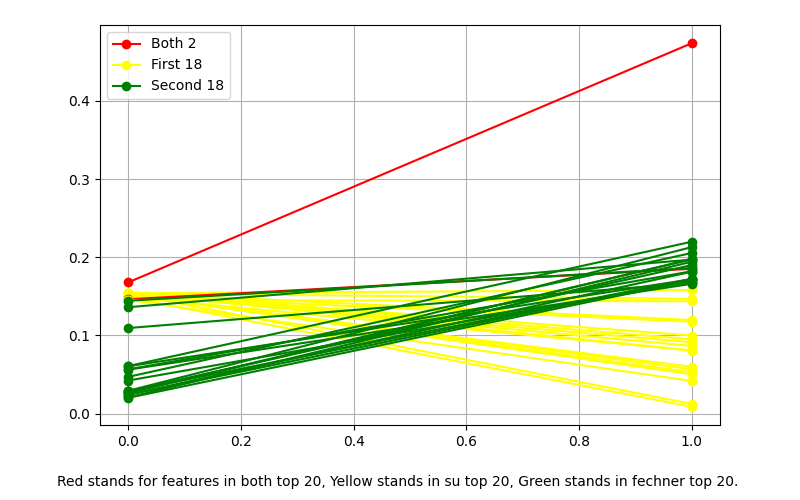 Both 2
First 18
Second 18
0.4
0.3
0.2
0.1
0.0
0.0 0.2 0.4 0.6 0.8 1.0
Red stands for features in both top 20, Yellow stands in su top 20, Green stands in fechner top 20.